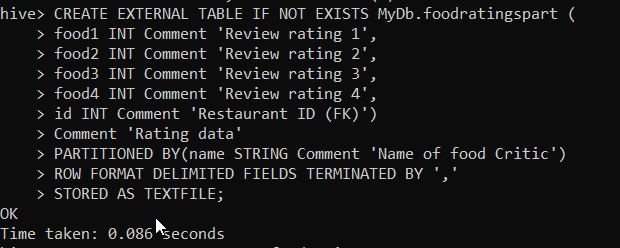 hive> CREATE EXTERNAL TABLE IF NOT EXISTS MyDb.foodratingspart (
    > food1 INT Comment 'Review rating 1',
    > food2 INT Comment 'Review rating 2',
    > food3 INT Comment 'Review rating 3',
    > food4 INT Comment 'Review rating 4',
    > id INT Comment 'Restaurant ID (FK)')
    > Comment 'Rating data'
    > PARTITIONED BY(name STRING Comment 'Name of food Critic')
    > ROW FORMAT DELIMITED FIELDS TERMINATED BY ','
    > STORED AS TEXTFILE;
OK
Time taken: 0.086 seconds